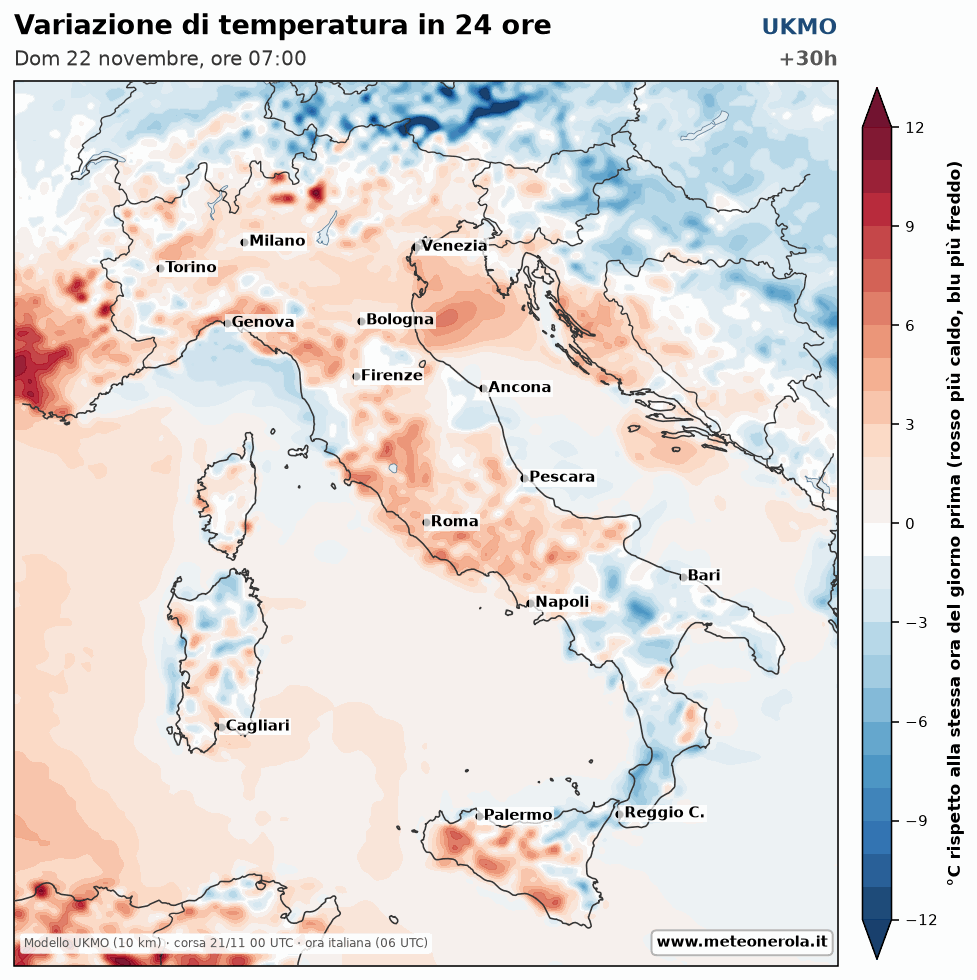 Variazione di temperatura in 24 ore
UKMO
Dom 22 novembre, ore 07:00
+30h
Milano
Venezia
Torino
Genova
Bologna
Firenze
Ancona
Pescara
Roma
Bari
Napoli
Cagliari
Palermo
Reggio C.
12
9
6
3
0
−3
−6
−9
−12
°C rispetto alla stessa ora del giorno prima (rosso più caldo, blu più freddo)
Modello UKMO (10 km) · corsa 21/11 00 UTC · ora italiana (06 UTC)
www.meteonerola.it